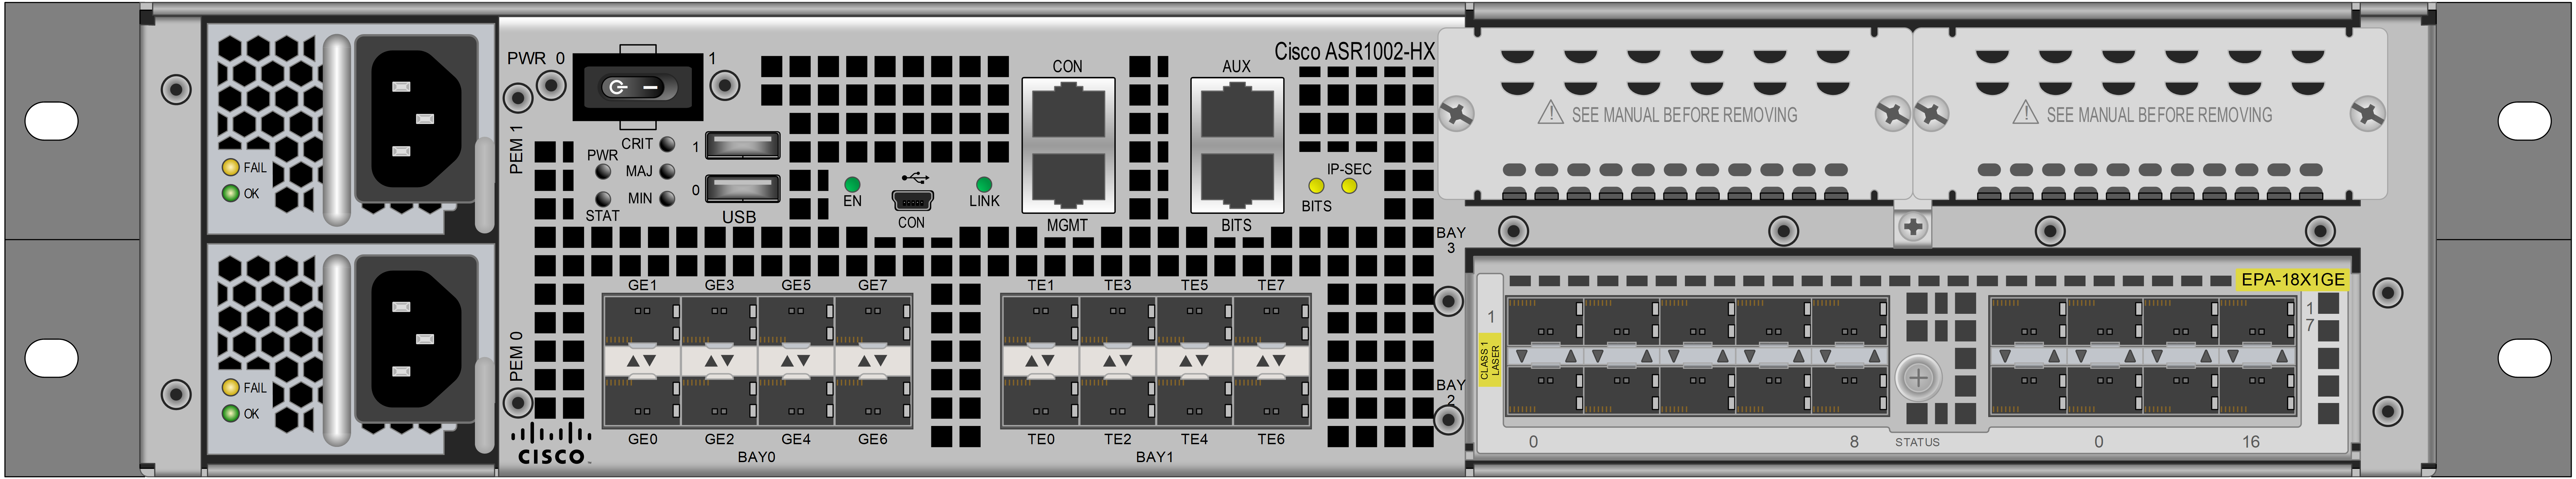 FAIL
OK
FAIL
OK
PWR 0
1
PEM 1
PEM 0
CRIT
PWR
MAJ
MIN
STAT
1
0
USB
EN
CON
LINK
CON
MGMT
AUX
BITS
Cisco ASR1002-HX
IP-SEC
BITS
GE1 GE3 GE5 GE7
GE0 GE2 GE4 GE6
BAY0
TE1 TE3 TE5 TE7
TE0 TE2 TE4 TE6
BAY1
CISCO
BAY
3
BAY
2
SEE MANUAL BEFORE REMOVING
SEE MANUAL BEFORE REMOVING
EPA-18X1GE
1
CLASS 1
LASER
1
7
0 8 STATUS 0 16